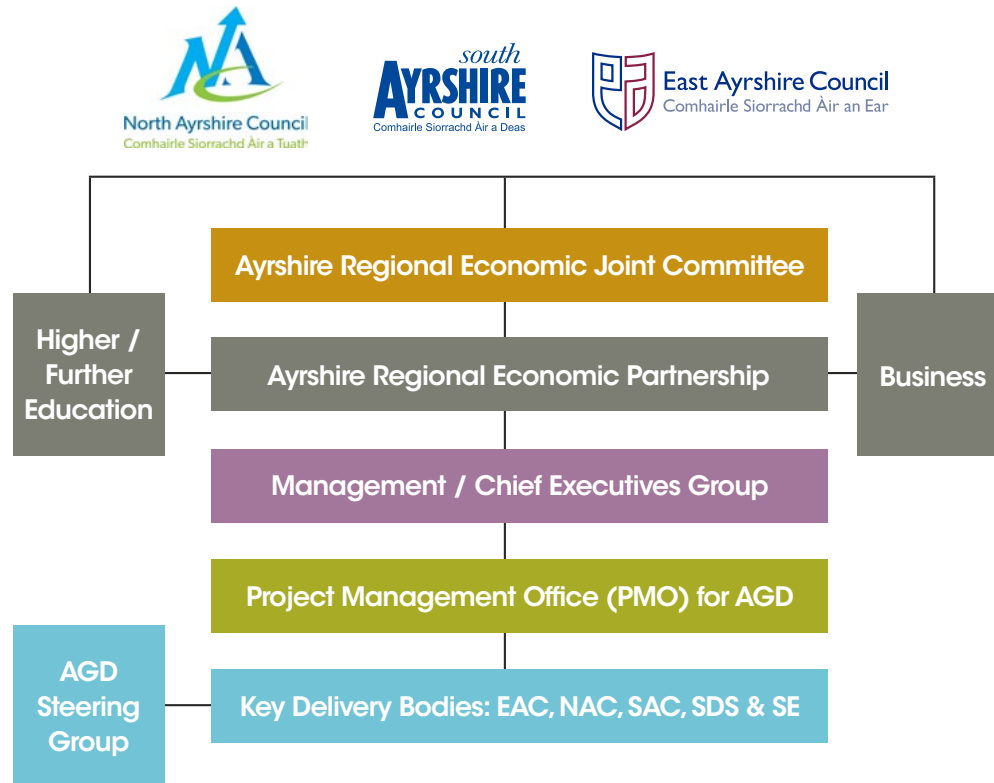 NA
North Ayrshire Council
Comhairle Siorrachd Àir a Tuath
south
AYRSHIRE
COUNCIL
Comhairle Siorrachd Àir a Deas
East Ayrshire Council
Comhairle Siorrachd Àir an Ear
Ayrshire Regional Economic Joint Committee
Higher /
Further
Education
Ayrshire Regional Economic Partnership
Business
Management / Chief Executives Group
Project Management Office (PMO) for AGD
AGD
Steering
Group
Key Delivery Bodies: EAC, NAC, SAC, SDS & SE